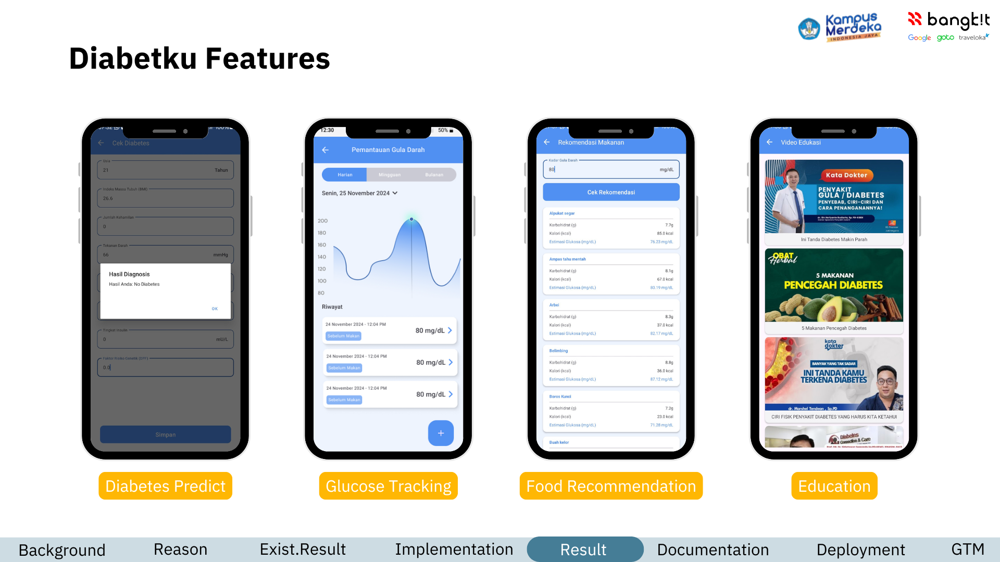 Kampus
Merdeka
INDONESIA JAYA
bangk!t
Google goto traveloka
Diabetku Features
Cek Diabetes
Usia
21 Tahun
Indeks Massa Tubuh (BMI)
26.6
Jumlah Kehamilan
0
Tekanan Darah
66 mmHg
Hasil Diagnosis
Hasil Anda: No Diabetes
OK
Tingkat Insulin
0 mU/L
Faktor Risiko Genetik (DPF)
0.0
Simpan
Diabetes Predict
12:30 50%
Pemantauan Gula Darah
Harian Mingguan Bulanan
Senin, 25 November 2024
200
180
160
140
120
100
80
Riwayat
24 November 2024 - 12:04 PM
80 mg/dL
Sebelum Makan
24 November 2024 - 12:04 PM
80 mg/dL
Sebelum Makan
24 November 2024 - 12:04 PM
80 mg/dL
Sebelum Makan
+
Glucose Tracking
Rekomendasi Makanan
Kadar Gula Darah
80 mg/dL
Cek Rekomendasi
Alpukat segar
Karbohidrat (g) 7.7g
Kalori (kcal) 85.0 kcal
Estimasi Glukosa (mg/dL) 76.23 mg/dL
Ampas tahu mentah
Karbohidrat (g) 8.1g
Kalori (kcal) 67.0 kcal
Estimasi Glukosa (mg/dL) 80.19 mg/dL
Arbei
Karbohidrat (g) 8.3g
Kalori (kcal) 37.0 kcal
Estimasi Glukosa (mg/dL) 82.17 mg/dL
Belimbing
Karbohidrat (g) 8.8g
Kalori (kcal) 36.0 kcal
Estimasi Glukosa (mg/dL) 87.12 mg/dL
Boros Kunci
Karbohidrat (g) 7.2g
Kalori (kcal) 23.0 kcal
Estimasi Glukosa (mg/dL) 71.28 mg/dL
Buah kelor
Food Recommendation
Video Edukasi
Kata Dokter
PENYAKIT
GULA / DIABETES
PENYEBAB, CIRI-CIRI DAN
CARA PENANGANANNYA!
Ini Tanda Diabetes Makin Parah
OBAT
Herbal
5 MAKANAN
PENCEGAH DIABETES
5 Makanan Pencegah Diabetes
kata
dokter
BANYAK YANG TAK SADAR
INI TANDA KAMU
TERKENA DIABETES
dr. Marshel Tendean , Sp.PD
CIRI FISIK PENYAKIT DIABETES YANG HARUS KITA KETAHUI
Diabetes
Connection & Care
Education
Background Reason Exist.Result Implementation Result Documentation Deployment GTM